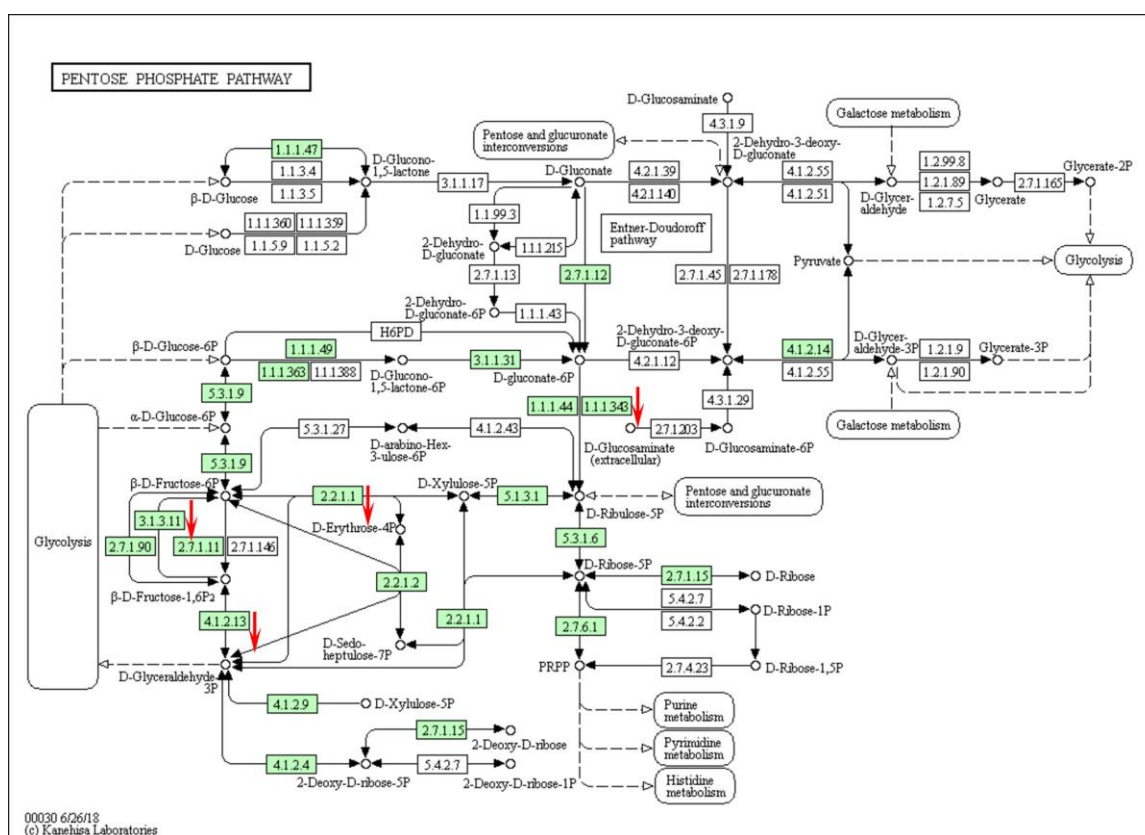 PENTOSE PHOSPHATE PATHWAY
D-Glucosaminate
4.3.1.9
Galactose metabolism
Pentose and glucuronate
interconversions
2-Dehydro-3-deoxy-
D-gluconate
1.1.1.47
1.1.3.4
1.1.3.5
β-D-Glucose
D-Glucono-
1,5-lactone
3.1.1.17
D-Gluconate
4.2.1.39
4.2.1.140
4.1.2.55
4.1.2.51
D-Glycer-
aldehyde
1.2.99.8
1.2.1.89
1.2.7.5
Glycerate
2.7.1.165
Glycerate-2P
1.1.1.360
1.1.1.359
1.1.5.9
1.1.5.2
D-Glucose
1.1.99.3
2-Dehydro-
D-gluconate
1.1.1.215
Entner-Doudoroff
pathway
2.7.1.13
2.7.1.12
2.7.1.45
2.7.1.178
Pyruvate
Glycolysis
2-Dehydro-
D-gluconate-6P
1.1.1.43
H6PD
β-D-Glucose-6P
1.1.1.49
1.1.1.363
1.1.1.388
D-Glucono-
1,5-lactone-6P
3.1.1.31
D-gluconate-6P
2-Dehydro-3-deoxy-
D-gluconate-6P
4.2.1.12
4.1.2.14
4.1.2.55
D-Glycer-
aldehyde-3P
1.2.1.9
1.2.1.90
Glycerate-3P
5.3.1.9
α-D-Glucose-6P
5.3.1.9
1.1.1.44
1.1.1.343
4.3.1.29
D-Glucosaminate
(extracellular)
2.7.1.203
D-Glucosaminate-6P
Galactose metabolism
5.3.1.27
D-arabino-Hex-
3-ulose-6P
4.1.2.43
β-D-Fructose-6P
2.2.1.1
D-Xylulose-5P
5.1.3.1
D-Ribulose-5P
Pentose and glucuronate
interconversions
Glycolysis
3.1.3.11
2.7.1.90
2.7.1.11
2.7.1.146
D-Erythrose-4P
5.3.1.6
β-D-Fructose-1,6P2
2.2.1.2
D-Ribose-5P
2.7.1.15
D-Ribose
5.4.2.7
5.4.2.2
D-Ribose-1P
4.1.2.13
2.2.1.1
2.7.6.1
D-Sedo-
heptulose-7P
D-Glyceraldehyde-
3P
PRPP
2.7.4.23
D-Ribose-1,5P
4.1.2.9
D-Xylulose-5P
Purine
metabolism
2.7.1.15
2-Deoxy-D-ribose
Pyrimidine
metabolism
4.1.2.4
2-Deoxy-D-ribose-5P
5.4.2.7
2-Deoxy-D-ribose-1P
Histidine
metabolism
00030 6/26/18
(c) Kanehisa Laboratories